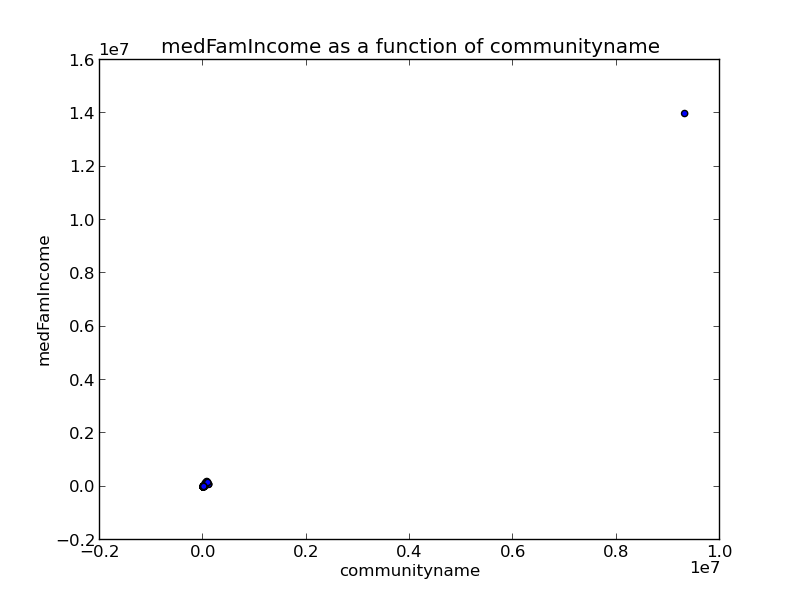 medFamIncome as a function of communityname
1e7
1.6
1.4
1.2
1.0
0.8
0.6
0.4
0.2
0.0
−0.2
medFamIncome
−0.2 0.0 0.2 0.4 0.6 0.8 1.0
1e7
communityname